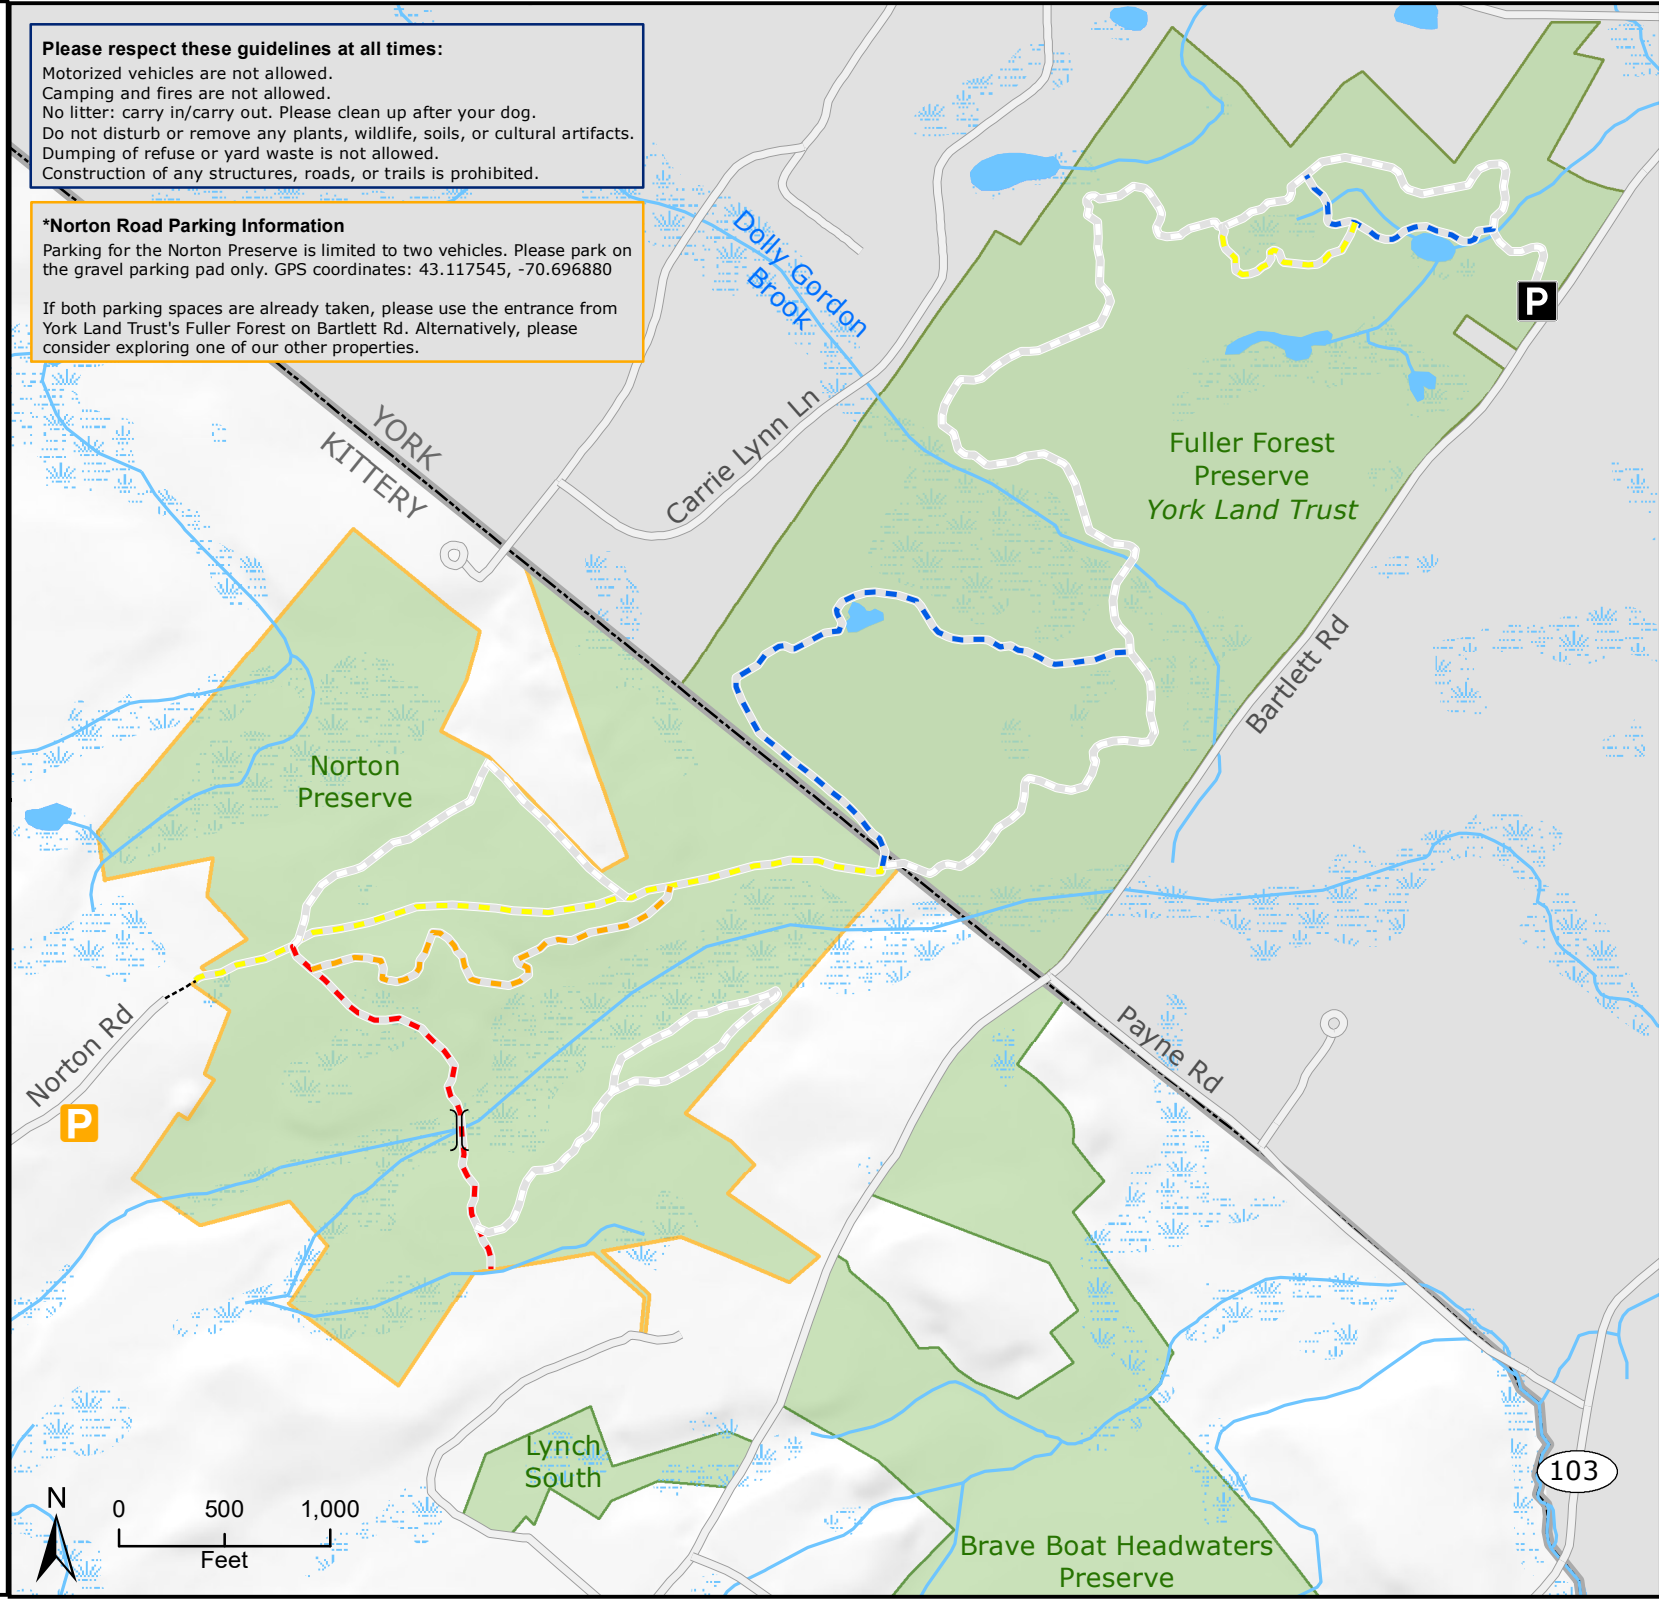 Please respect these guidelines at all times:
Motorized vehicles are not allowed.
Camping and fires are not allowed.
No litter: carry in/carry out. Please clean up after your dog.
Do not disturb or remove any plants, wildlife, soils, or cultural artifacts.
Dumping of refuse or yard waste is not allowed.
Construction of any structures, roads, or trails is prohibited.
*Norton Road Parking Information
Parking for the Norton Preserve is limited to two vehicles. Please park on
the gravel parking pad only. GPS coordinates: 43.117545, -70.696880
If both parking spaces are already taken, please use the entrance from
York Land Trust's Fuller Forest on Bartlett Rd. Alternatively, please
consider exploring one of our other properties.
Dolly Gordon
Brook
P
YORK
KITTERY
Carrie Lynn Ln
Fuller Forest
Preserve
York Land Trust
Bartlett Rd
Norton
Preserve
Norton Rd
P
Payne Rd
Lynch
South
103
N
0 500 1,000
Feet
Brave Boat Headwaters
Preserve